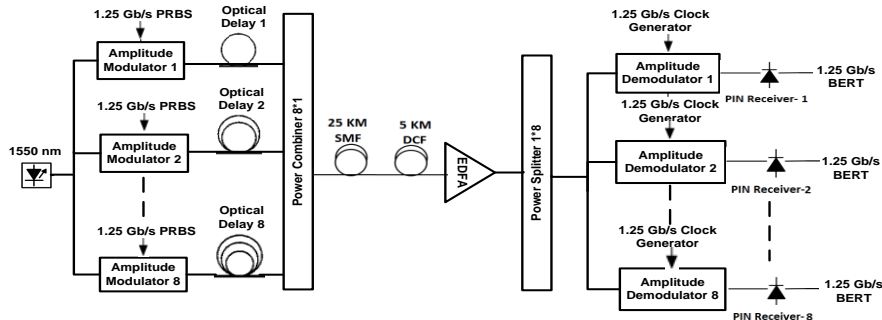 1550 nm
1.25 Gb/s PRBS
Amplitude
Modulator 1
Optical
Delay 1
1.25 Gb/s PRBS
Amplitude
Modulator 2
Optical
Delay 2
1.25 Gb/s PRBS
Amplitude
Modulator 8
Optical
Delay 8
Power Combiner 8*1
25 KM
SMF
5 KM
DCF
EDFA
Power Splitter 1*8
1.25 Gb/s Clock
Generator
Amplitude
Demodulator 1
PIN Receiver- 1
1.25 Gb/s
BERT
1.25 Gb/s Clock
Generator
Amplitude
Demodulator 2
PIN Receiver-2
1.25 Gb/s
BERT
1.25 Gb/s Clock
Generator
Amplitude
Demodulator 8
PIN Receiver- 8
1.25 Gb/s
BERT